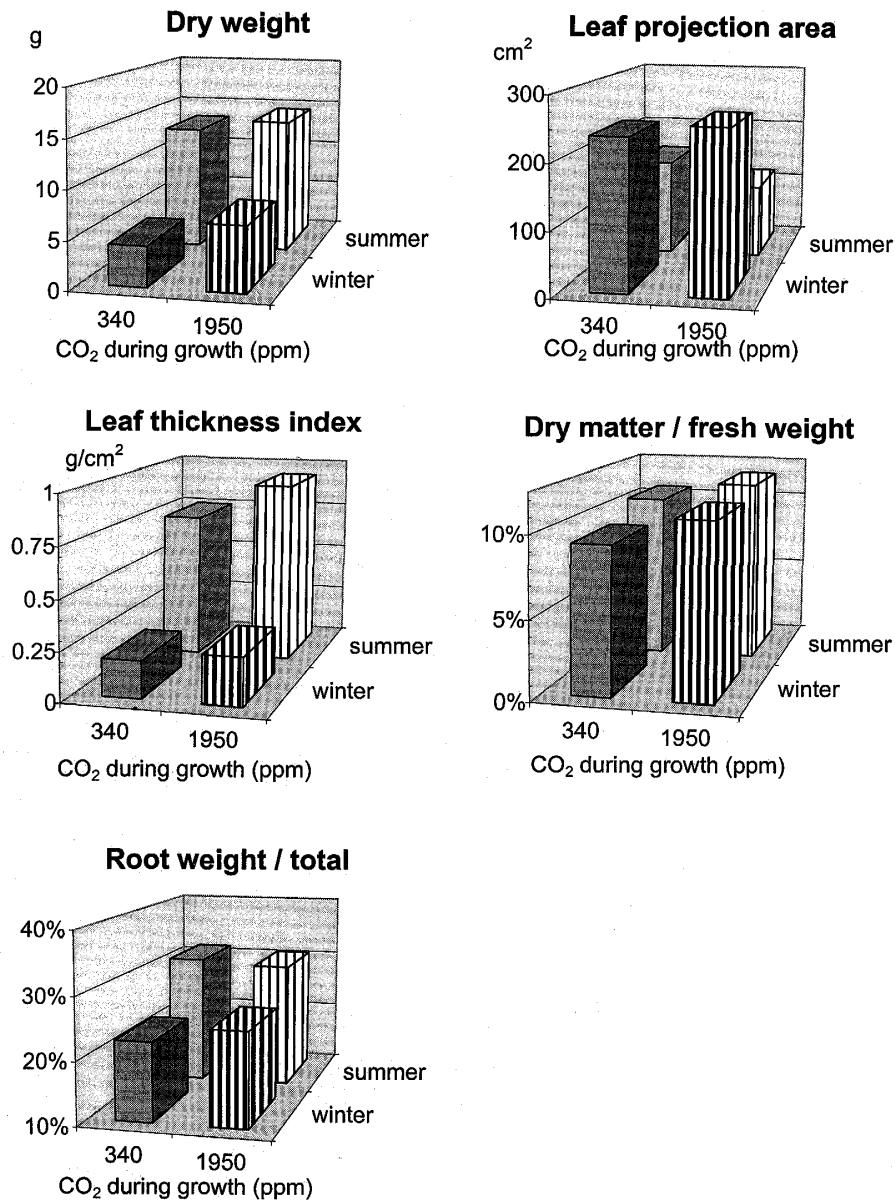 Dry weight
g
20
15
10
5
0
340
1950
summer
winter
CO₂ during growth (ppm)
Leaf projection area
cm²
300
200
100
0
340
1950
summer
winter
CO₂ during growth (ppm)
Leaf thickness index
g/cm²
1
0.75
0.5
0.25
0
340
1950
summer
winter
CO₂ during growth (ppm)
Dry matter / fresh weight
10%
5%
0%
340
1950
summer
winter
CO₂ during growth (ppm)
Root weight / total
40%
30%
20%
10%
340
1950
summer
winter
CO₂ during growth (ppm)